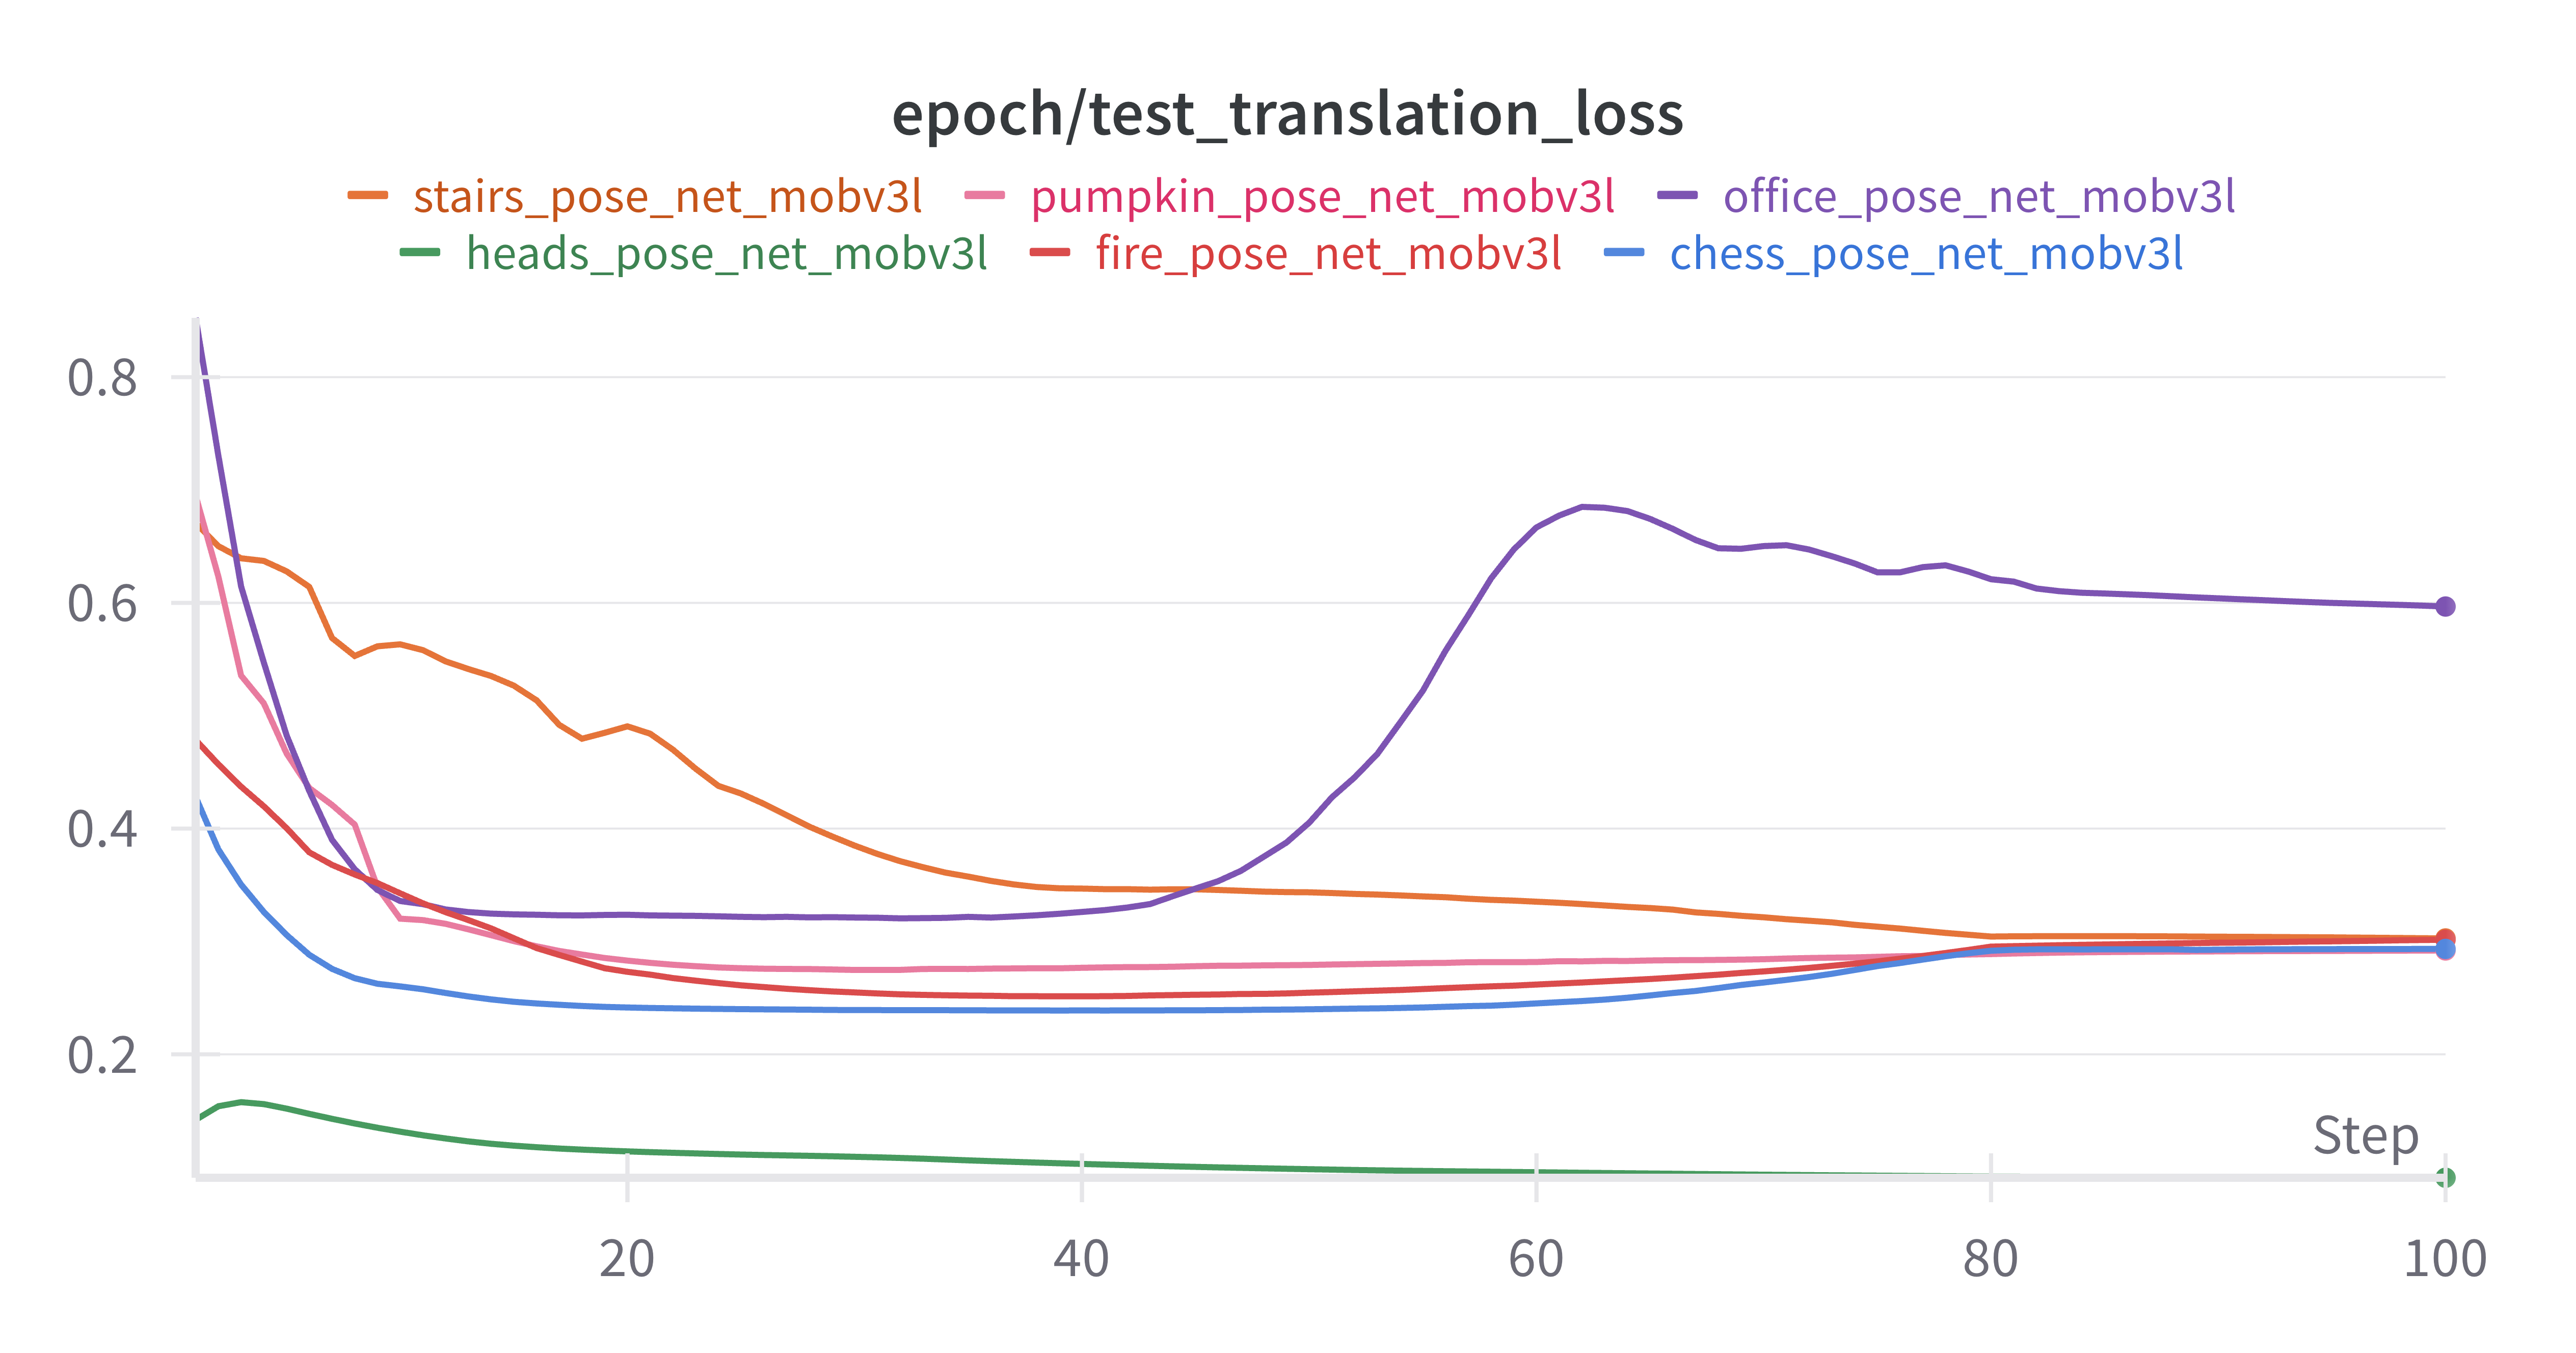 epoch/test_translation_loss
stairs_pose_net_mobv3l pumpkin_pose_net_mobv3l office_pose_net_mobv3l
heads_pose_net_mobv3l fire_pose_net_mobv3l chess_pose_net_mobv3l
0.8
0.6
0.4
0.2
Step
20 40 60 80 100